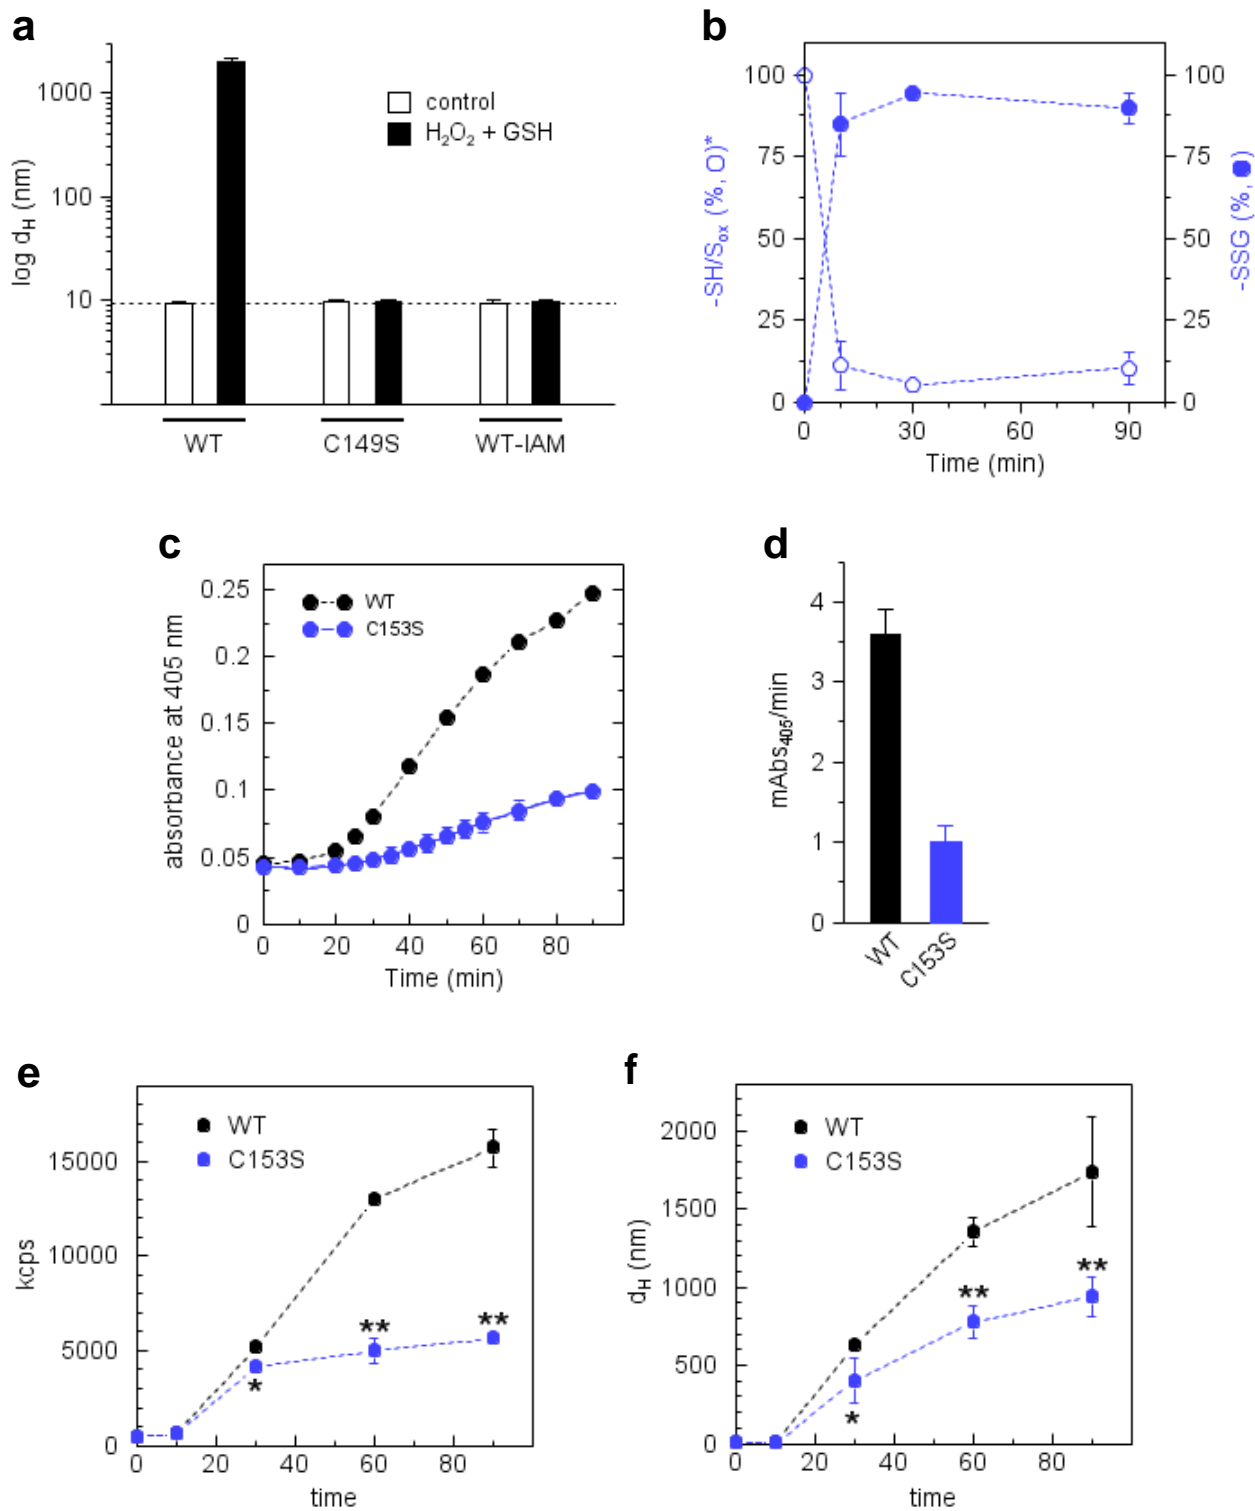 a
1000
100
10
log dH (nm)
control
H2O2 + GSH
WT
C149S
WT-IAM
b
100
75
50
25
0
100
75
50
25
0
-SH/Sox (%, O)*
-SSG (%, ●)
0
30
60
90
Time (min)
c
0.25
0.2
0.15
0.1
0.05
0
absorbance at 405 nm
WT
C153S
0
20
40
60
80
Time (min)
d
4
3
2
1
0
mAbs405/min
WT
C153S
e
15000
10000
5000
0
kcps
WT
C153S
*
**
**
0
20
40
60
80
time
f
2000
1500
1000
500
0
dH (nm)
WT
C153S
*
**
**
0
20
40
60
80
time